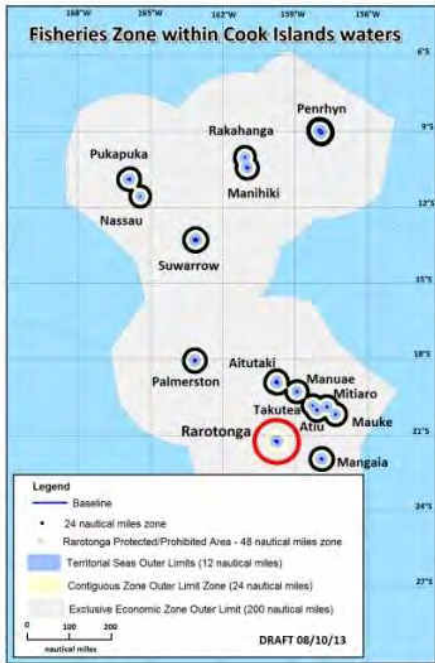 Fisheries Zone within Cook Islands waters
168°W 165°W 162°W 159°W 156°W
6°S
Penrhyn
9°S
Rakahanga
Pukapuka
Manihiki
12°S
Nassau
Suwarrow
15°S
18°S
Aitutaki
Manuae
Palmerston
Mitiaro
Takutea
Atiu
Mauke
Rarotonga
21°S
Mangaia
Legend
Baseline
24 nautical miles zone
24°S
Rarotonga Protected/Prohibited Area - 48 nautical miles zone
Territorial Seas Outer Limits (12 nautical miles)
Contiguous Zone Outer Limit Zone (24 nautical miles)
27°S
Exclusive Economic Zone Outer Limit (200 nautical miles)
0 100 200
nautical miles
DRAFT 08/10/13